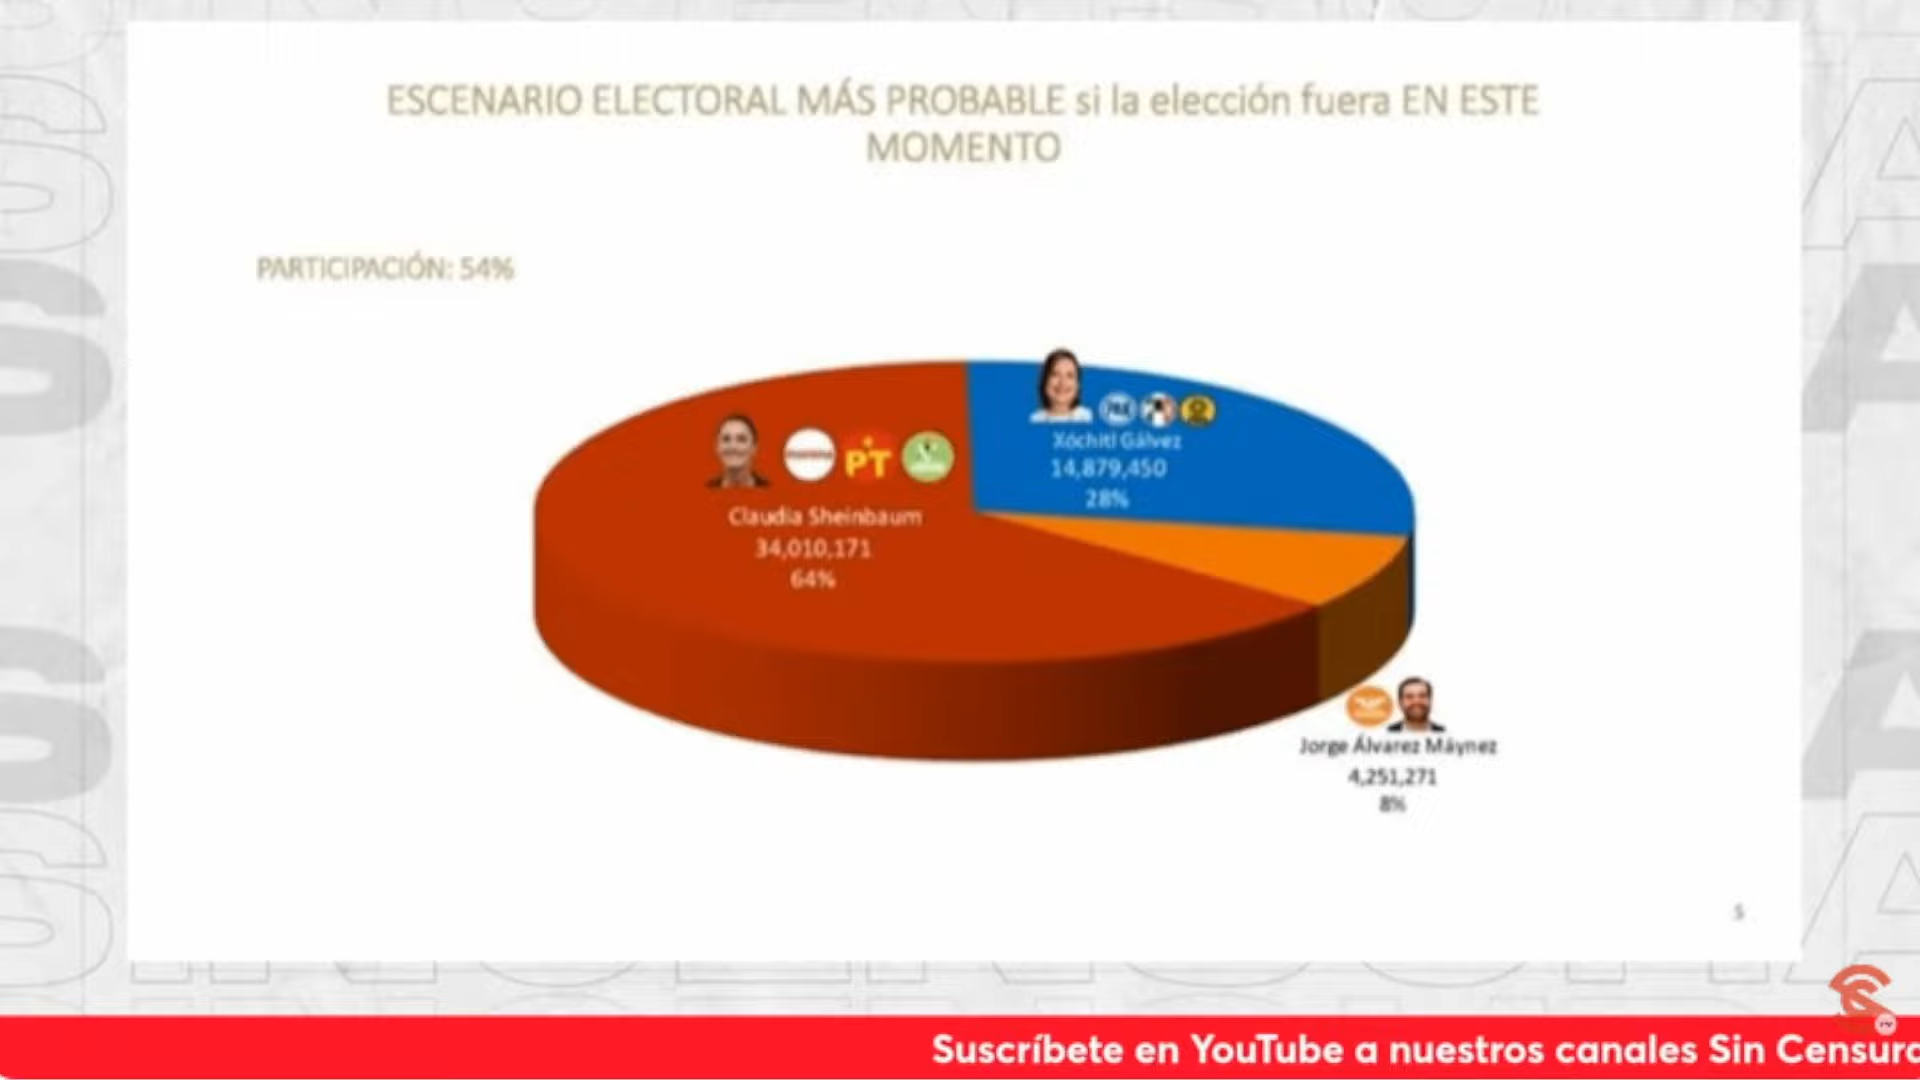 ESCENARIO ELECTORAL MÁS PROBABLE si la elección fuera EN ESTE
MOMENTO
PARTICIPACIÓN: 54%
Xóchitl Gálvez
14,879,450
28%
PT
Claudia Sheinbaum
34,010,171
64%
Jorge Álvarez Máynez
4,251,271
8%
5
Suscríbete en YouTube a nuestros canales Sin Censura